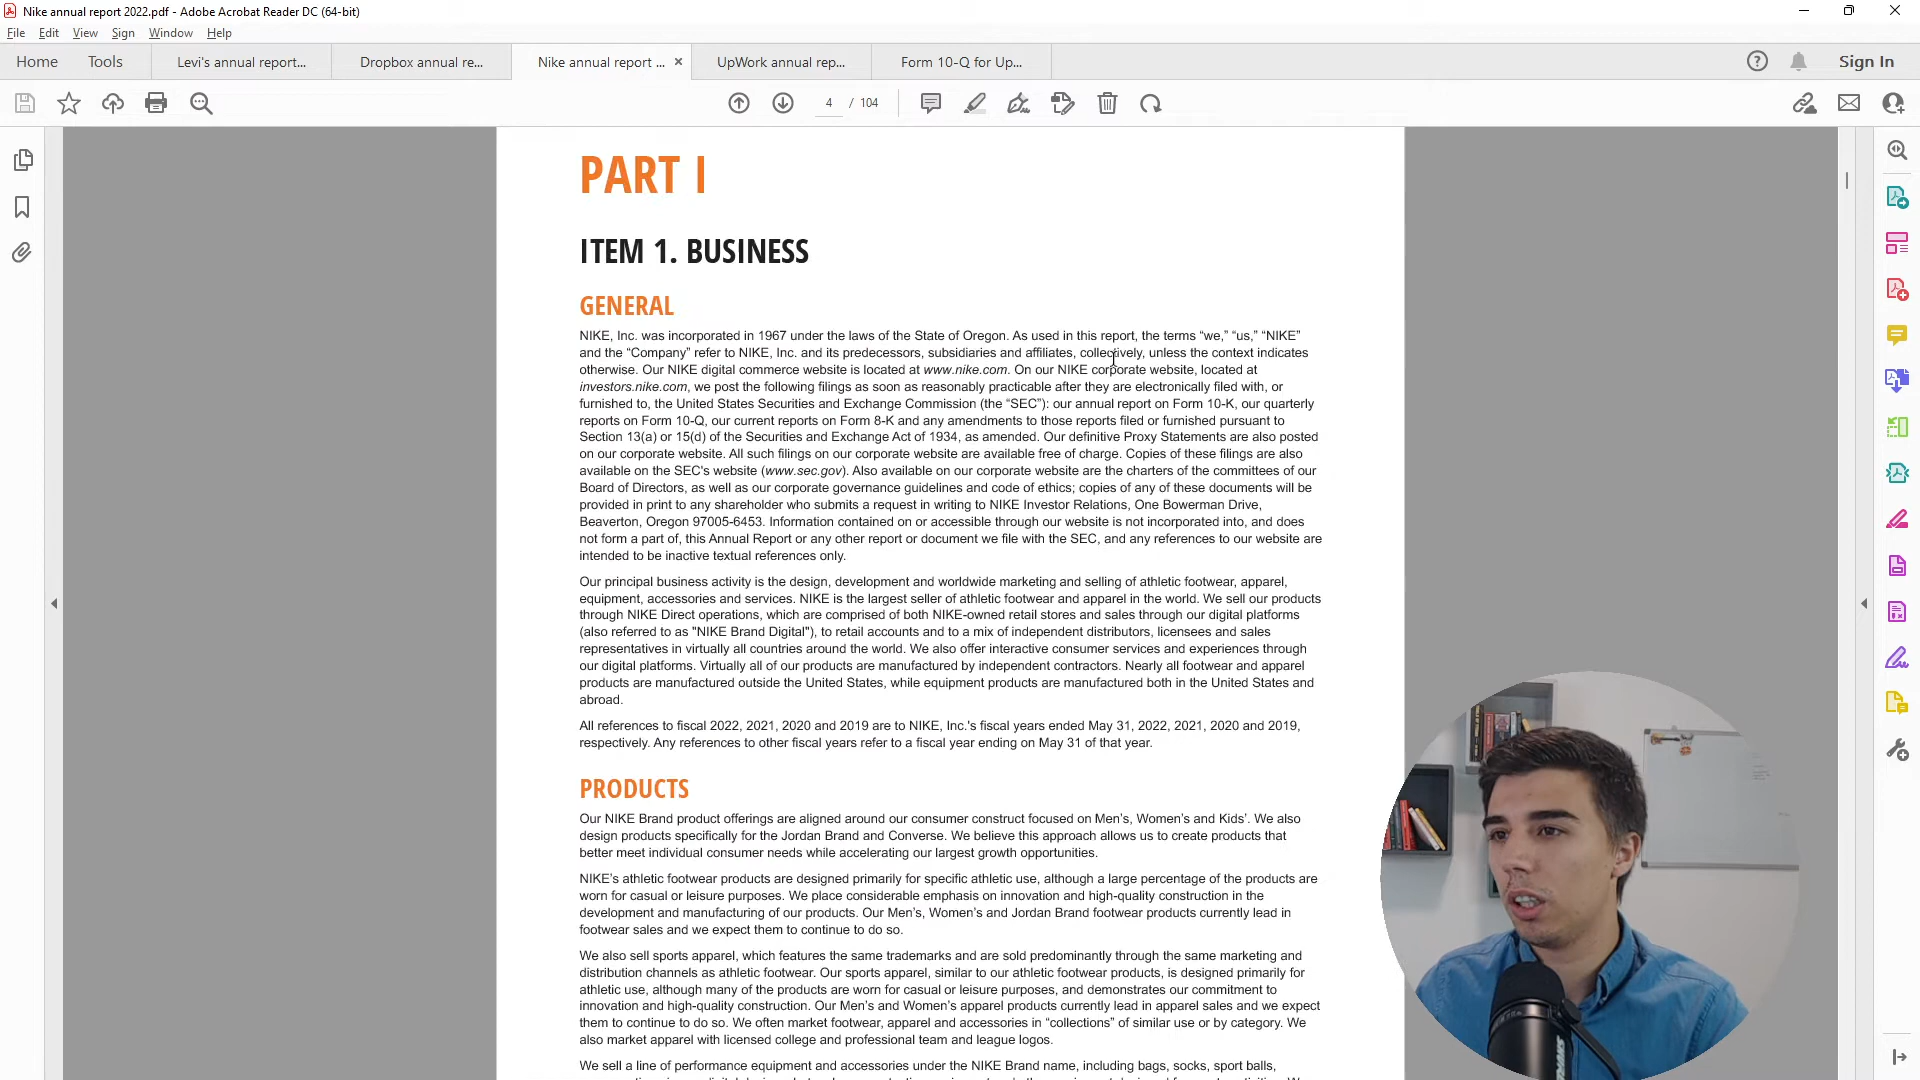 Nike annual report 2022.pdf - Adobe Acrobat Reader DC (64-bit)
File Edit View Sign Window Help
Home Tools Levi's annual report... Dropbox annual re... Nike annual report ... × UpWork annual rep... Form 10-Q for Up... Sign In
4 / 104
PART I
ITEM 1. BUSINESS
GENERAL
NIKE, Inc. was incorporated in 1967 under the laws of the State of Oregon. As used in this report, the terms “we,” “us,” “NIKE”
and the “Company” refer to NIKE, Inc. and its predecessors, subsidiaries and affiliates, collectively, unless the context indicates
otherwise. Our NIKE digital commerce website is located at www.nike.com. On our NIKE corporate website, located at
investors.nike.com, we post the following filings as soon as reasonably practicable after they are electronically filed with, or
furnished to, the United States Securities and Exchange Commission (the “SEC”): our annual report on Form 10-K, our quarterly
reports on Form 10-Q, our current reports on Form 8-K and any amendments to those reports filed or furnished pursuant to
Section 13(a) or 15(d) of the Securities and Exchange Act of 1934, as amended. Our definitive Proxy Statements are also posted
on our corporate website. All such filings on our corporate website are available free of charge. Copies of these filings are also
available on the SEC's website (www.sec.gov). Also available on our corporate website are the charters of the committees of our
Board of Directors, as well as our corporate governance guidelines and code of ethics; copies of any of these documents will be
provided in print to any shareholder who submits a request in writing to NIKE Investor Relations, One Bowerman Drive,
Beaverton, Oregon 97005-6453. Information contained on or accessible through our website is not incorporated into, and does
not form a part of, this Annual Report or any other report or document we file with the SEC, and any references to our website are
intended to be inactive textual references only.
Our principal business activity is the design, development and worldwide marketing and selling of athletic footwear, apparel,
equipment, accessories and services. NIKE is the largest seller of athletic footwear and apparel in the world. We sell our products
through NIKE Direct operations, which are comprised of both NIKE-owned retail stores and sales through our digital platforms
(also referred to as "NIKE Brand Digital"), to retail accounts and to a mix of independent distributors, licensees and sales
representatives in virtually all countries around the world. We also offer interactive consumer services and experiences through
our digital platforms. Virtually all of our products are manufactured by independent contractors. Nearly all footwear and apparel
products are manufactured outside the United States, while equipment products are manufactured both in the United States and
abroad.
All references to fiscal 2022, 2021, 2020 and 2019 are to NIKE, Inc.'s fiscal years ended May 31, 2022, 2021, 2020 and 2019,
respectively. Any references to other fiscal years refer to a fiscal year ending on May 31 of that year.
PRODUCTS
Our NIKE Brand product offerings are aligned around our consumer construct focused on Men’s, Women’s and Kids’. We also
design products specifically for the Jordan Brand and Converse. We believe this approach allows us to create products that
better meet individual consumer needs while accelerating our largest growth opportunities.
NIKE’s athletic footwear products are designed primarily for specific athletic use, although a large percentage of the products are
worn for casual or leisure purposes. We place considerable emphasis on innovation and high-quality construction in the
development and manufacturing of our products. Our Men’s, Women’s and Jordan Brand footwear products currently lead in
footwear sales and we expect them to continue to do so.
We also sell sports apparel, which features the same trademarks and are sold predominantly through the same marketing and
distribution channels as athletic footwear. Our sports apparel, similar to our athletic footwear products, is designed primarily for
athletic use, although many of the products are worn for casual or leisure purposes, and demonstrates our commitment to
innovation and high-quality construction. Our Men’s and Women’s apparel products currently lead in apparel sales and we expect
them to continue to do so. We often market footwear, apparel and accessories in “collections” of similar use or by category. We
also market apparel with licensed college and professional team and league logos.
We sell a line of performance equipment and accessories under the NIKE Brand name, including bags, socks, sport balls,